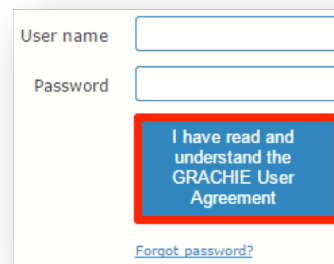 User name
Password
I have read and
understand the
GRACHIE User
Agreement
Forgot password?